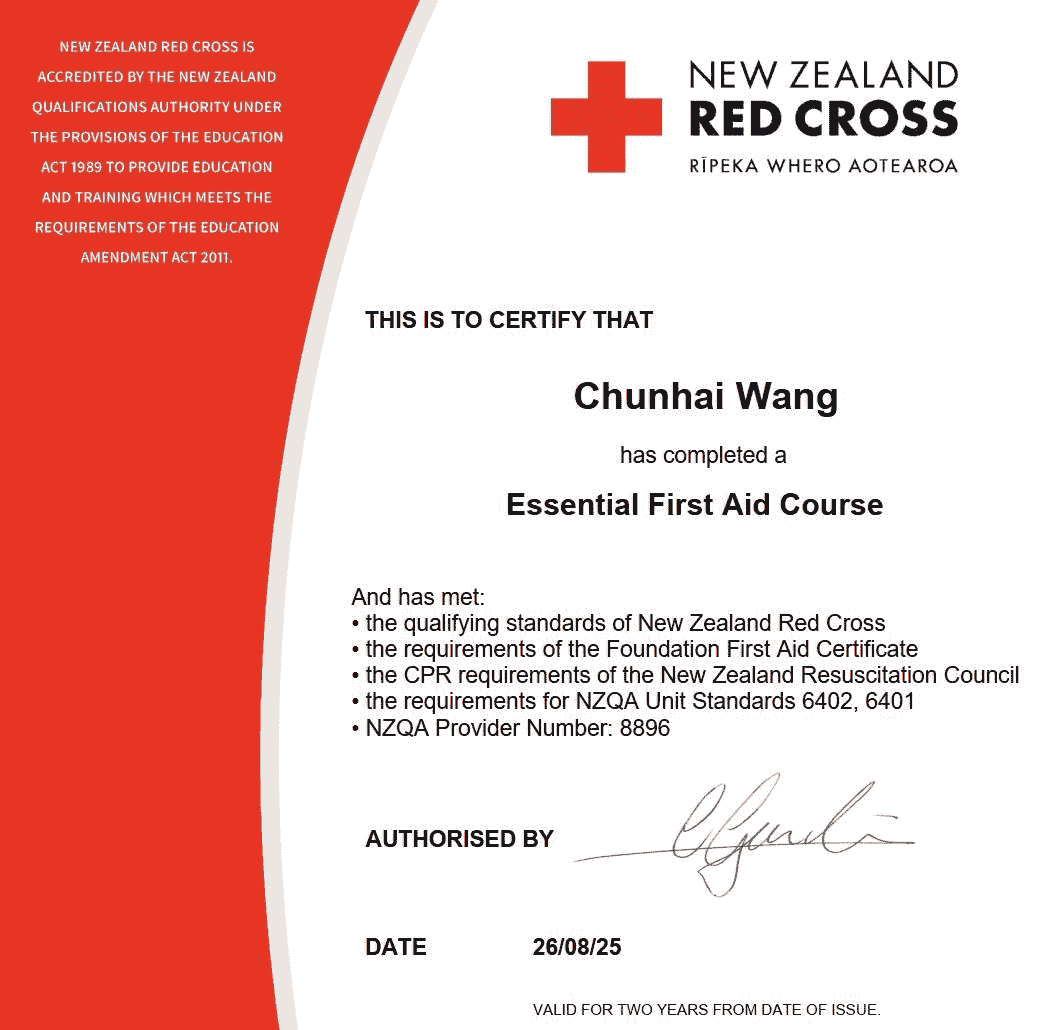 NEW ZEALAND RED CROSS IS
ACCREDITED BY THE NEW ZEALAND
QUALIFICATIONS AUTHORITY UNDER
THE PROVISIONS OF THE EDUCATION
ACT 1989 TO PROVIDE EDUCATION
AND TRAINING WHICH MEETS THE
REQUIREMENTS OF THE EDUCATION
AMENDMENT ACT 2011.
NEW ZEALAND
RED CROSS
RĪPEKA WHERO AOTEAROA
THIS IS TO CERTIFY THAT
Chunhai Wang
has completed a
Essential First Aid Course
And has met:
• the qualifying standards of New Zealand Red Cross
• the requirements of the Foundation First Aid Certificate
• the CPR requirements of the New Zealand Resuscitation Council
• the requirements for NZQA Unit Standards 6402, 6401
• NZQA Provider Number: 8896
AUTHORISED BY
DATE 26/08/25
VALID FOR TWO YEARS FROM DATE OF ISSUE.